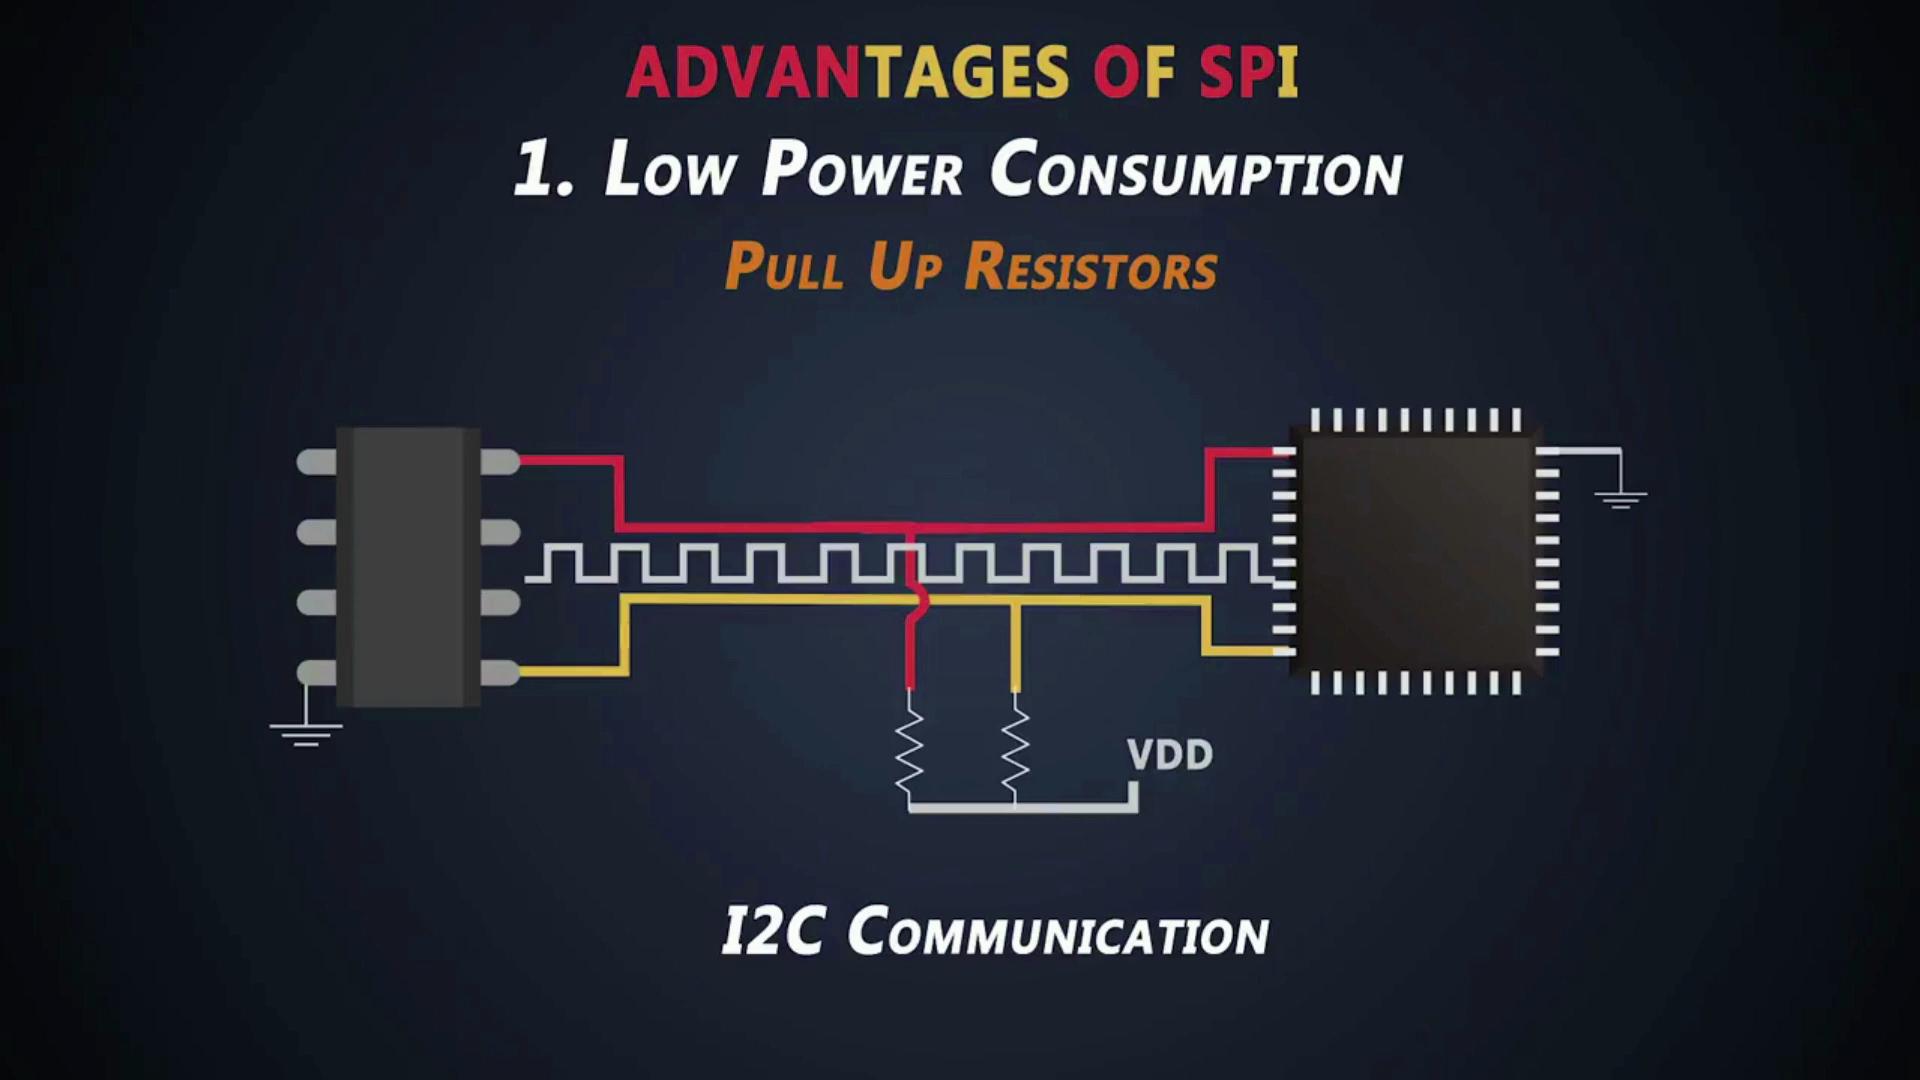 ADVANTAGES OF SPI
1. LOW POWER CONSUMPTION
PULL UP RESISTORS
VDD
I2C COMMUNICATION